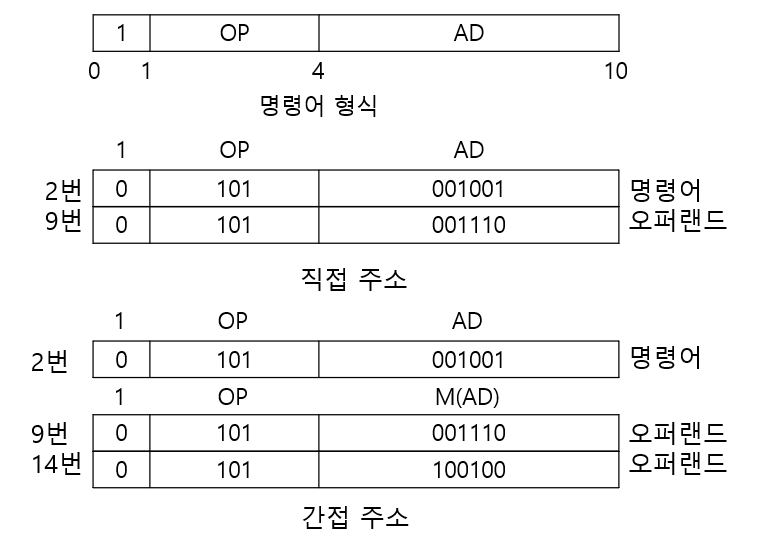 1 OP AD
0 1 4 10
명령어 형식
1 OP AD
2번 0 101 001001 명령어
9번 0 101 001110 오퍼랜드
직접 주소
1 OP AD
2번 0 101 001001 명령어
1 OP M(AD)
9번 0 101 001110 오퍼랜드
14번 0 101 100100 오퍼랜드
간접 주소